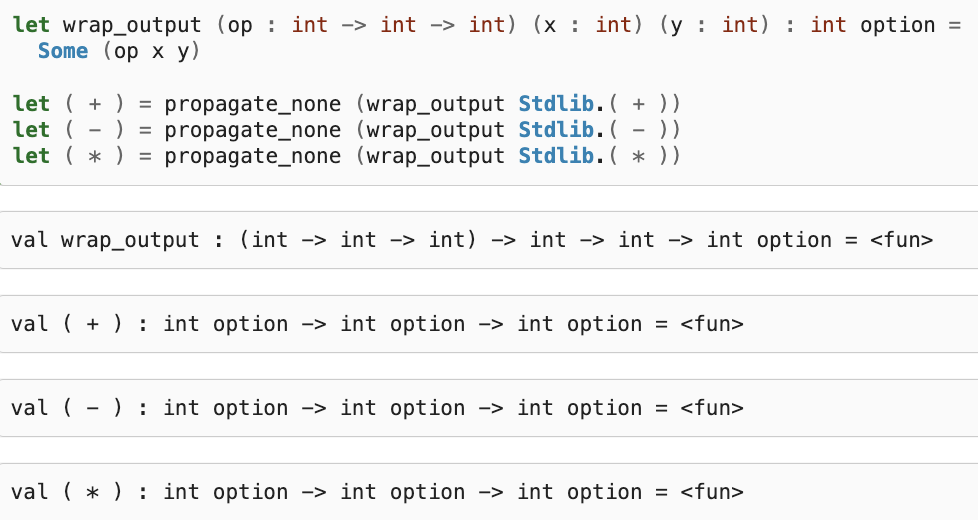 let wrap_output (op : int -> int -> int) (x : int) (y : int) : int option =
  Some (op x y)

let ( + ) = propagate_none (wrap_output Stdlib.( + ))
let ( - ) = propagate_none (wrap_output Stdlib.( - ))
let ( * ) = propagate_none (wrap_output Stdlib.( * ))

val wrap_output : (int -> int -> int) -> int -> int -> int option = <fun>

val ( + ) : int option -> int option -> int option = <fun>

val ( - ) : int option -> int option -> int option = <fun>

val ( * ) : int option -> int option -> int option = <fun>